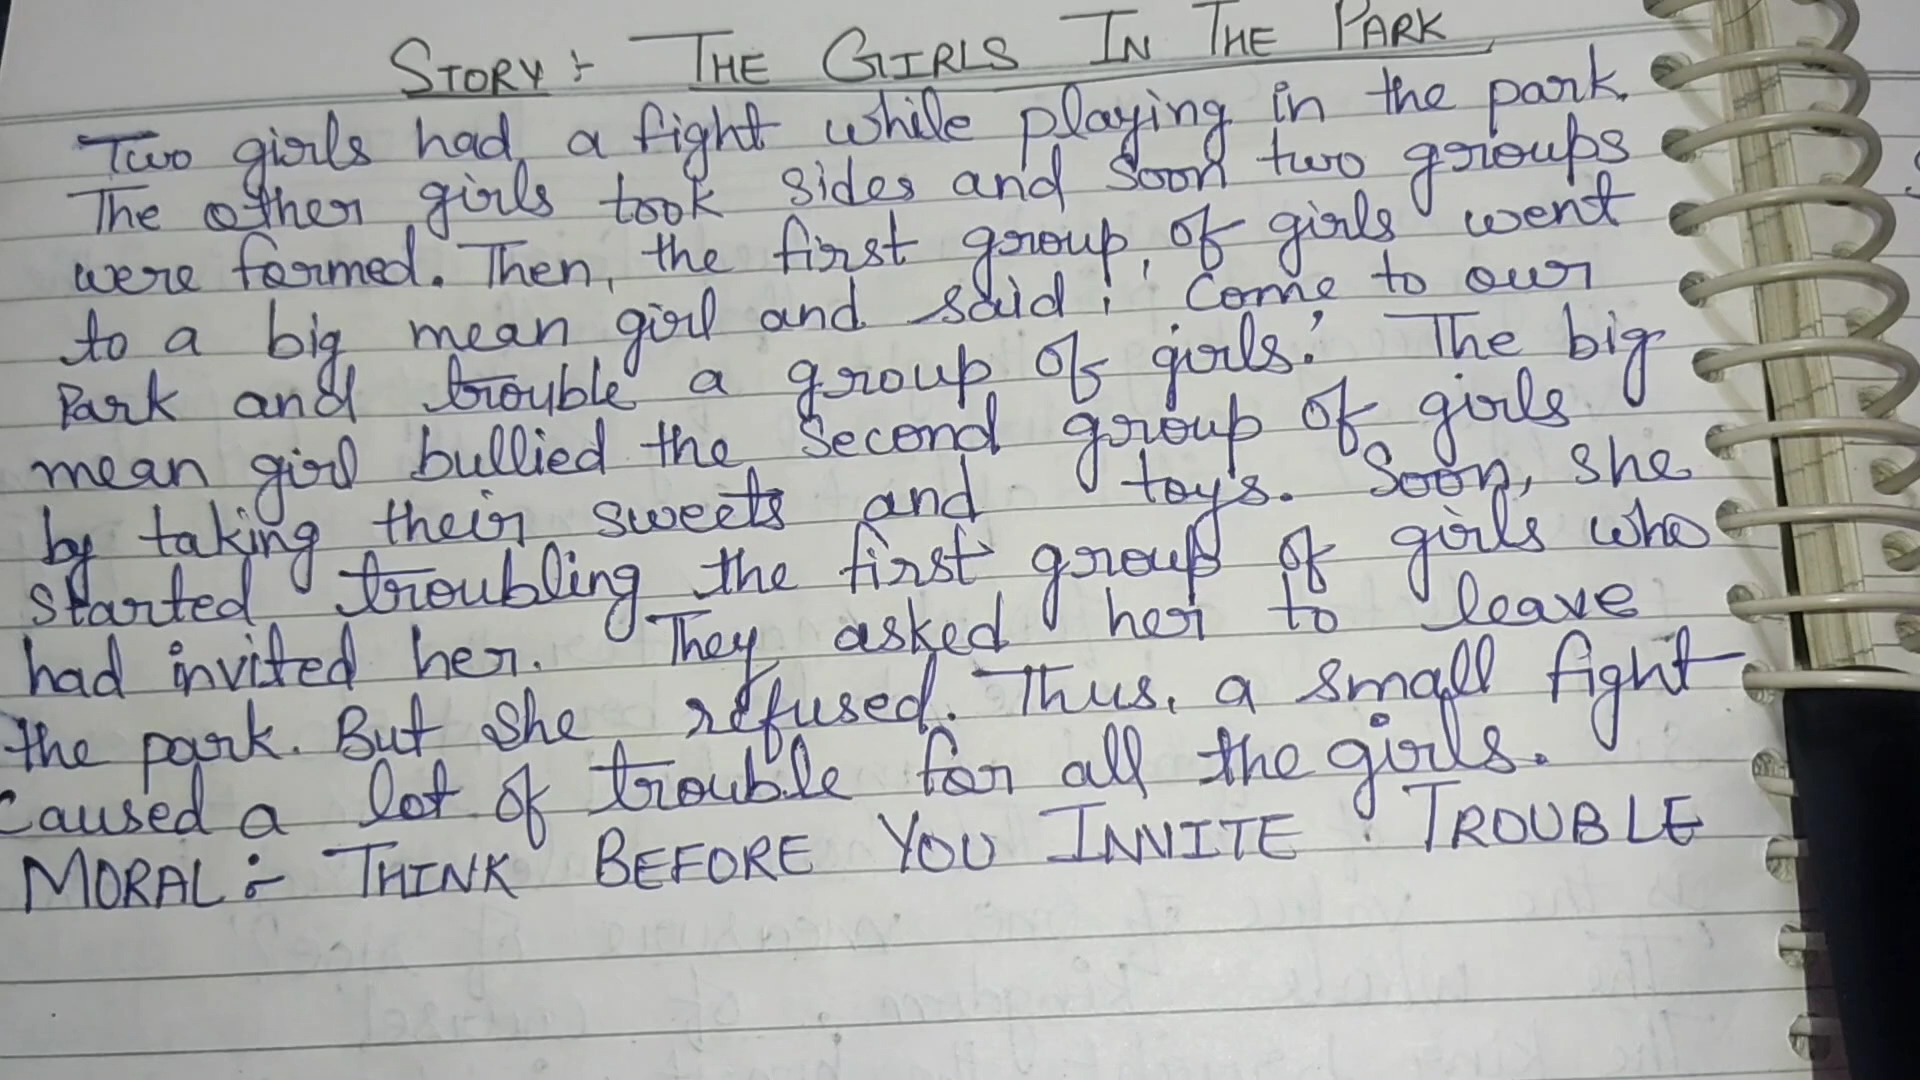 STORY :- THE GIRLS IN THE PARK
Two girls had a fight while playing in the park.
The other girls took sides and soon two groups
were formed. Then, the first group of girls went
to a big mean girl and said : 'Come to our
Park and trouble a group of girls.' The big
mean girl bullied the second group of girls
by taking their sweets and toys. Soon, she
started troubling the first group of girls who
had invited her. They asked her to leave
the park. But she refused. Thus, a small fight
caused a lot of trouble for all the girls.
MORAL :- THINK BEFORE YOU INVITE TROUBLE